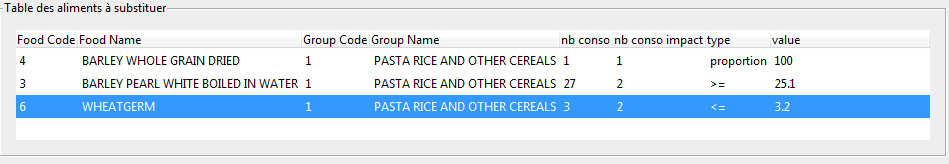 Table des aliments à substituer
Food Code Food Name Group Code Group Name nb conso nb conso impact type value
4 BARLEY WHOLE GRAIN DRIED 1 PASTA RICE AND OTHER CEREALS 1 1 proportion 100
3 BARLEY PEARL WHITE BOILED IN WATER 1 PASTA RICE AND OTHER CEREALS 27 2 >= 25.1
6 WHEATGERM 1 PASTA RICE AND OTHER CEREALS 3 2 <= 3.2